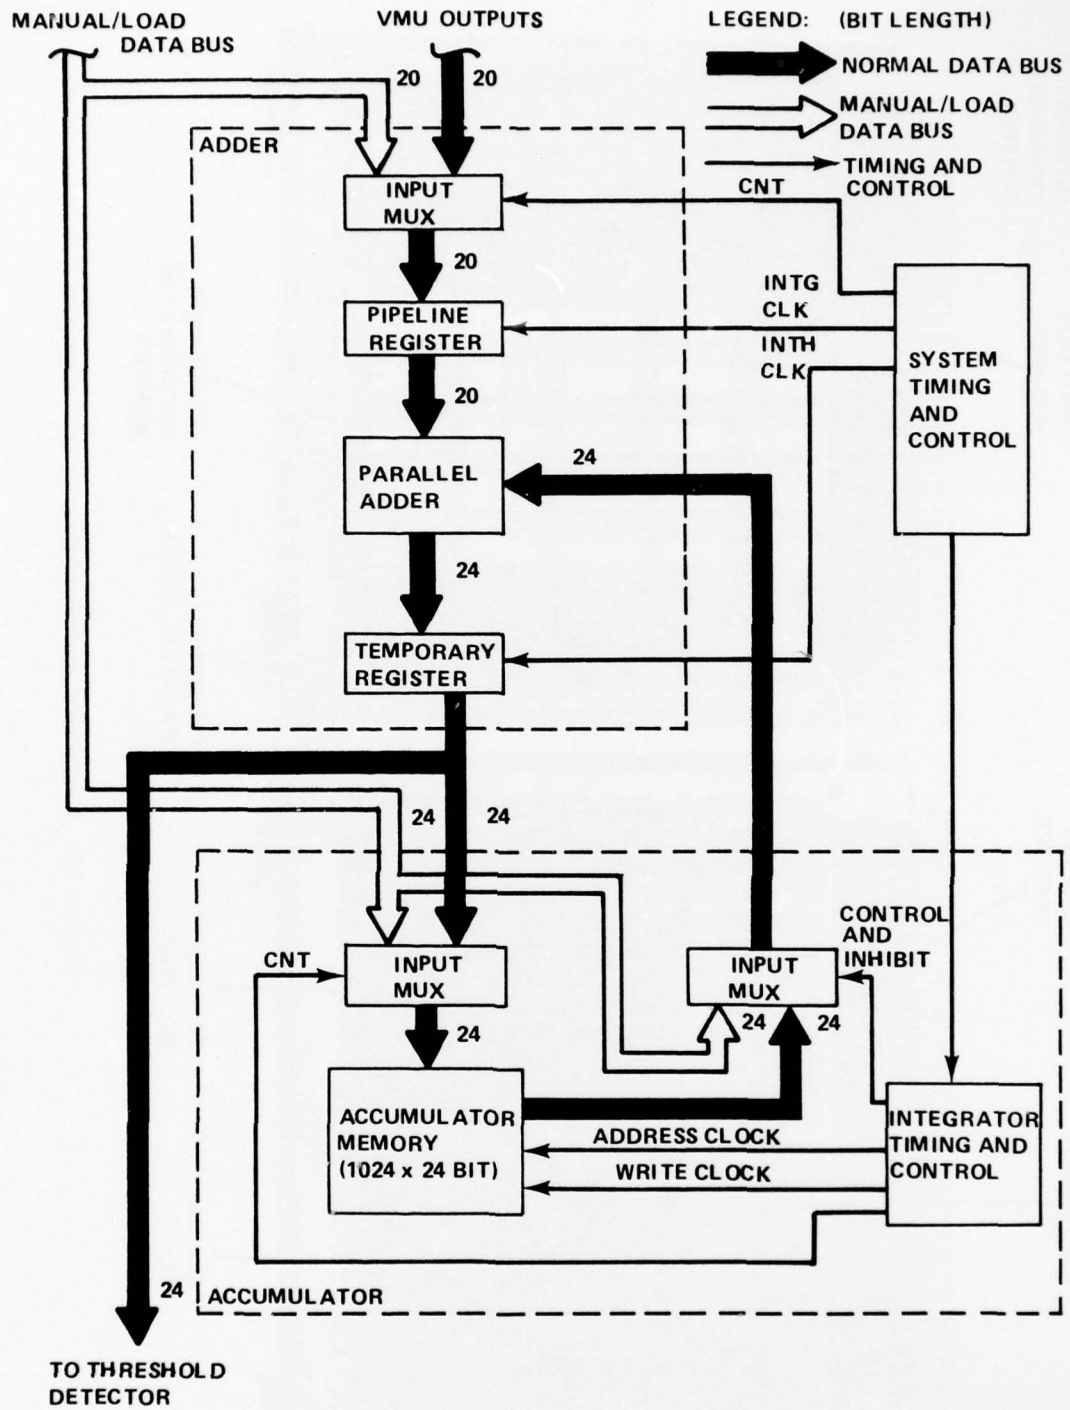 MANUAL/LOAD
DATA BUS
VMU OUTPUTS
LEGEND: (BIT LENGTH)
NORMAL DATA BUS
MANUAL/LOAD
DATA BUS
TIMING AND
CONTROL
20
20
ADDER
INPUT
MUX
CNT
20
INTG
CLK
PIPELINE
REGISTER
INTH
CLK
SYSTEM
TIMING
AND
CONTROL
20
24
PARALLEL
ADDER
24
TEMPORARY
REGISTER
24
24
CONTROL
AND
INHIBIT
CNT
INPUT
MUX
INPUT
MUX
24
24
24
ACCUMULATOR
MEMORY
(1024 x 24 BIT)
ADDRESS CLOCK
WRITE CLOCK
INTEGRATOR
TIMING AND
CONTROL
24
ACCUMULATOR
TO THRESHOLD
DETECTOR